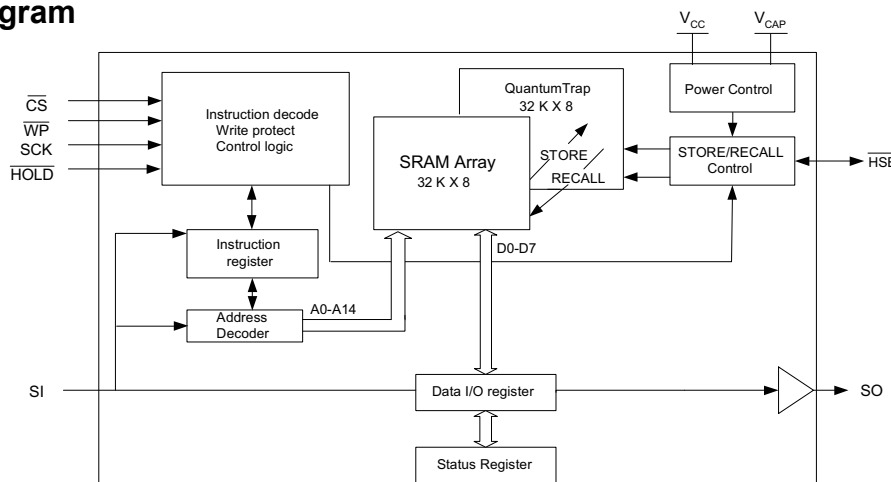 gram
V_CC
V_CAP
CS
WP
SCK
HOLD
Instruction decode
Write protect
Control logic
QuantumTrap
32 K X 8
Power Control
SRAM Array
32 K X 8
STORE
RECALL
STORE/RECALL
Control
HSB
Instruction
register
D0-D7
Address
Decoder
A0-A14
SI
Data I/O register
SO
Status Register